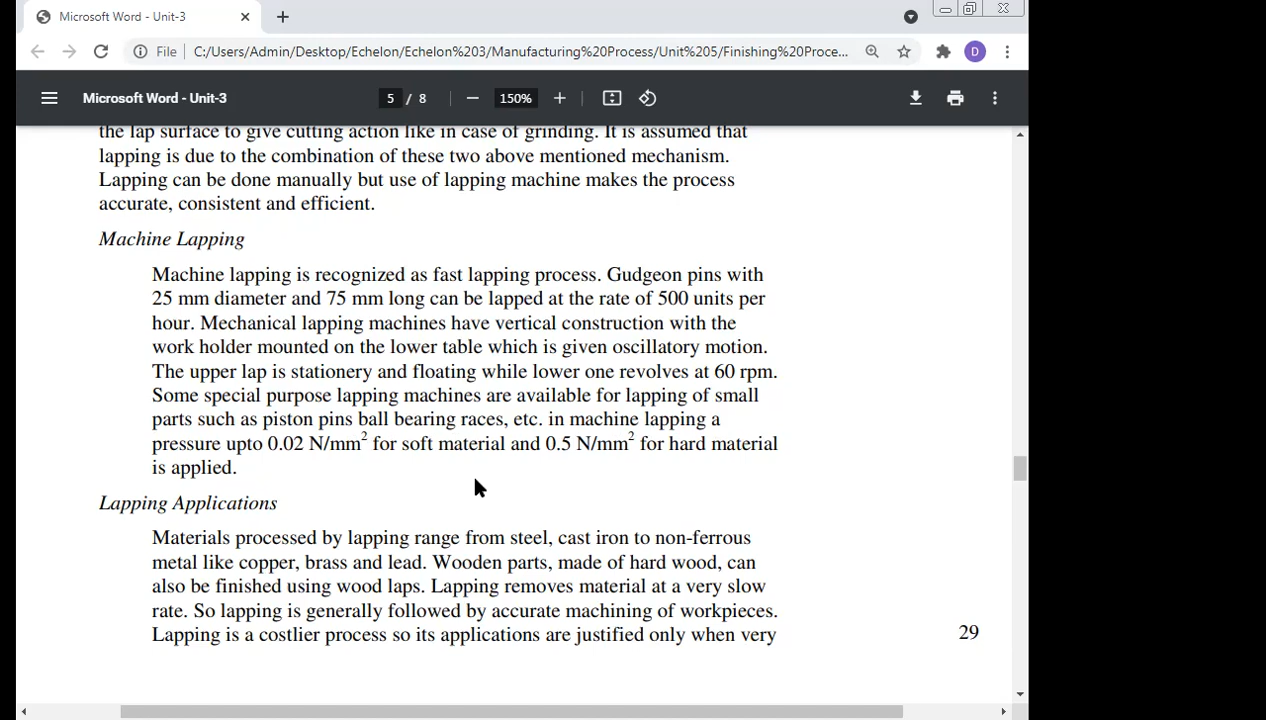 Microsoft Word - Unit-3
File C:/Users/Admin/Desktop/Echelon/Echelon%203/Manufacturing%20Process/Unit%205/Finishing%20Proce...
D
Microsoft Word - Unit-3
5 / 8
150%
the lap surface to give cutting action like in case of grinding. It is assumed that
lapping is due to the combination of these two above mentioned mechanism.
Lapping can be done manually but use of lapping machine makes the process
accurate, consistent and efficient.
Machine Lapping
Machine lapping is recognized as fast lapping process. Gudgeon pins with
25 mm diameter and 75 mm long can be lapped at the rate of 500 units per
hour. Mechanical lapping machines have vertical construction with the
work holder mounted on the lower table which is given oscillatory motion.
The upper lap is stationery and floating while lower one revolves at 60 rpm.
Some special purpose lapping machines are available for lapping of small
parts such as piston pins ball bearing races, etc. in machine lapping a
pressure upto 0.02 N/mm² for soft material and 0.5 N/mm² for hard material
is applied.
Lapping Applications
Materials processed by lapping range from steel, cast iron to non-ferrous
metal like copper, brass and lead. Wooden parts, made of hard wood, can
also be finished using wood laps. Lapping removes material at a very slow
rate. So lapping is generally followed by accurate machining of workpieces.
Lapping is a costlier process so its applications are justified only when very
29